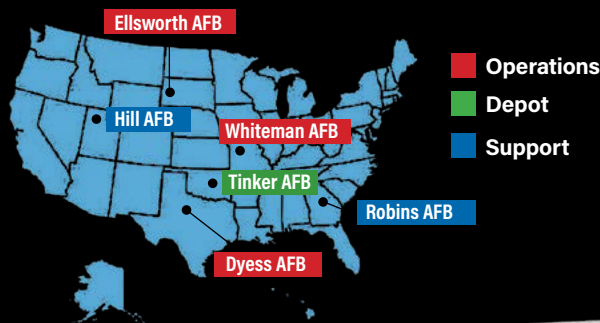 Ellsworth AFB
Operations
Depot
Hill AFB
Whiteman AFB
Support
Tinker AFB
Robins AFB
Dyess AFB